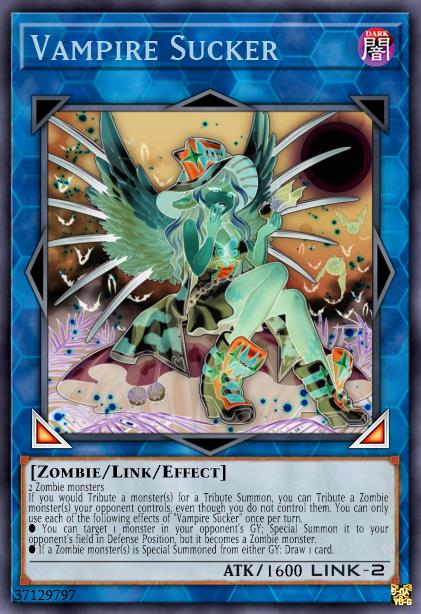 VAMPIRE SUCKER
DARK
闇
[ZOMBIE/LINK/EFFECT]
2 Zombie monsters
If you would Tribute a monster(s) for a Tribute Summon, you can Tribute a Zombie
monster(s) your opponent controls, even though you do not control them. You can only
use each of the following effects of "Vampire Sucker" once per turn.
● You can target 1 monster in your opponent's GY; Special Summon it to your
opponent's field in Defense Position, but it becomes a Zombie monster.
● If a Zombie monster(s) is Special Summoned from either GY: Draw 1 card.
ATK/1600 LINK-2
37129797